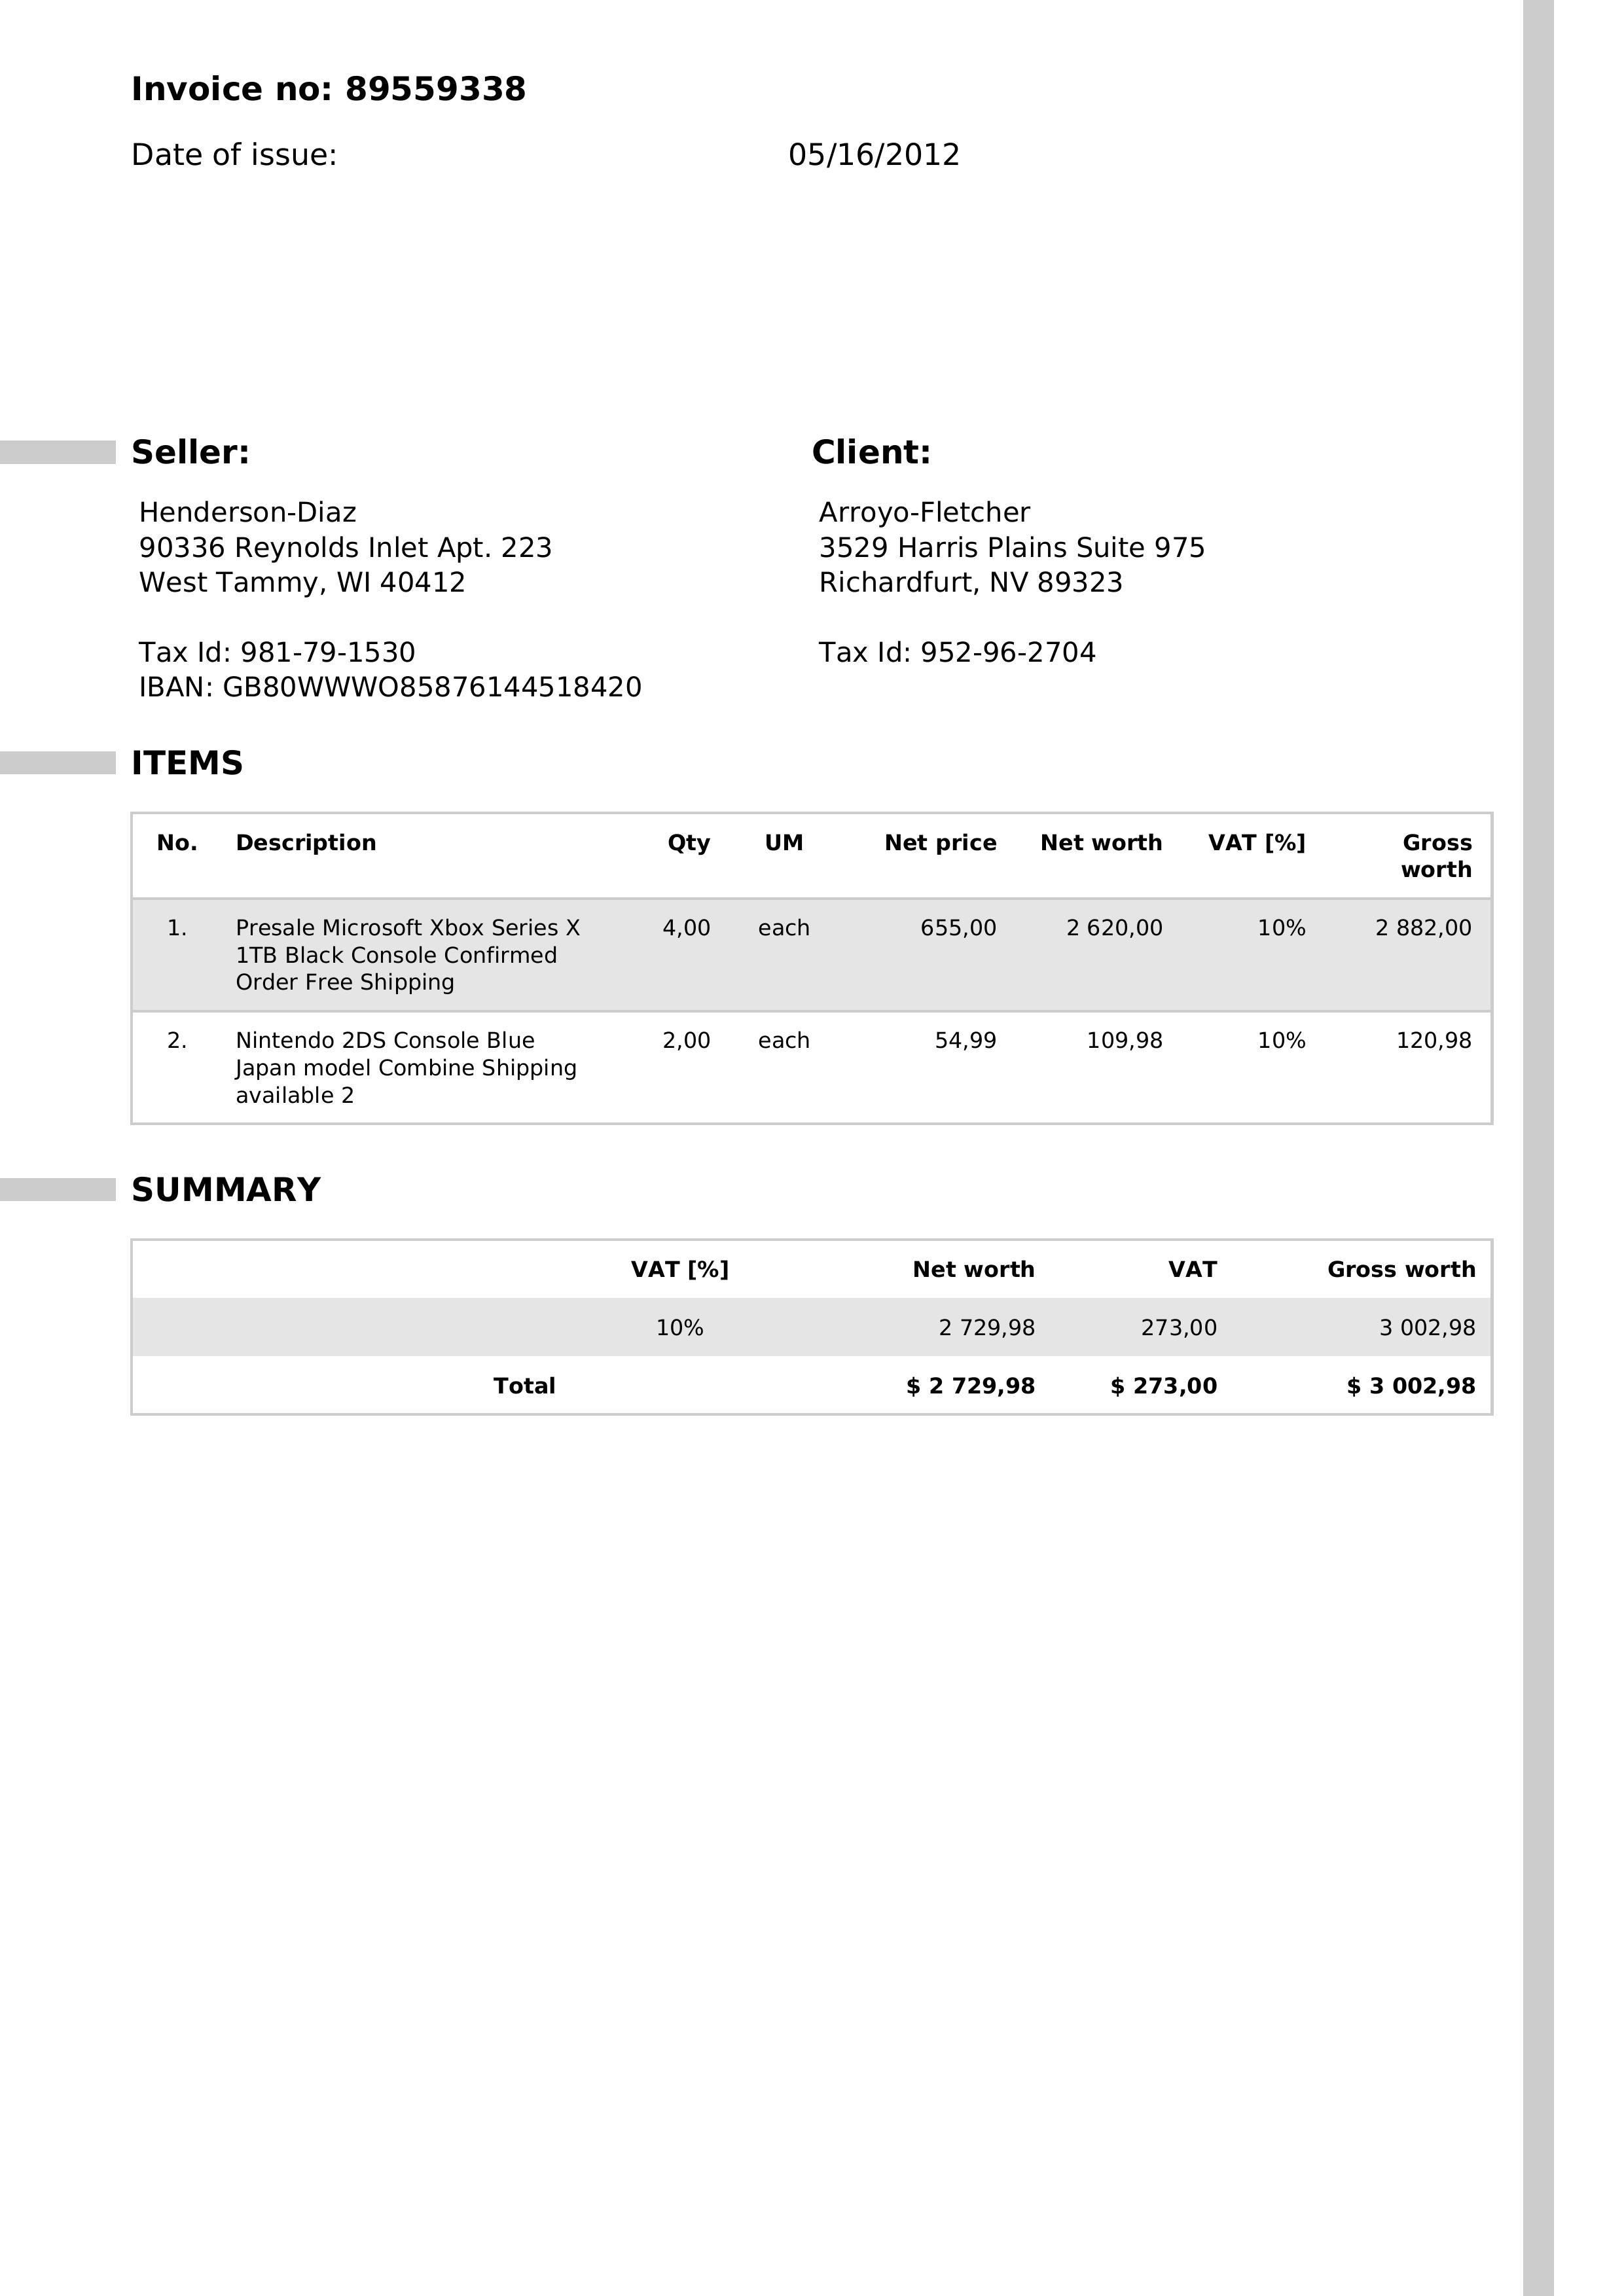 Invoice no: 89559338
Date of issue: 05/16/2012
Seller:
Henderson-Diaz
90336 Reynolds Inlet Apt. 223
West Tammy, WI 40412
Tax Id: 981-79-1530
IBAN: GB80WWWO85876144518420
Client:
Arroyo-Fletcher
3529 Harris Plains Suite 975
Richardfurt, NV 89323
Tax Id: 952-96-2704
ITEMS
No. Description Qty UM Net price Net worth VAT [%] Gross
worth
1. Presale Microsoft Xbox Series X 4,00 each 655,00 2 620,00 10% 2 882,00
1TB Black Console Confirmed
Order Free Shipping
2. Nintendo 2DS Console Blue 2,00 each 54,99 109,98 10% 120,98
Japan model Combine Shipping
available 2
SUMMARY
VAT [%] Net worth VAT Gross worth
10% 2 729,98 273,00 3 002,98
Total $ 2 729,98 $ 273,00 $ 3 002,98